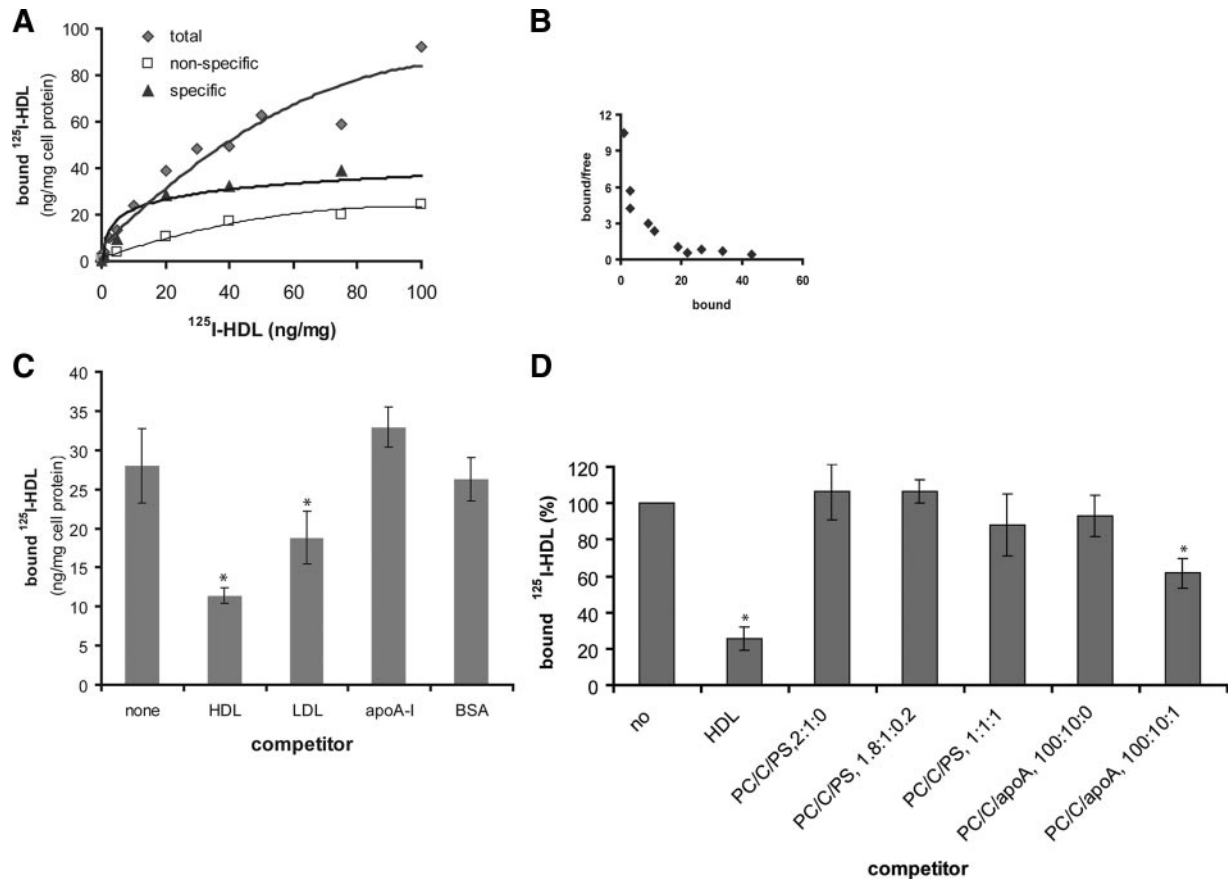 A
total
non-specific
specific
100
80
60
40
20
0
0 20 40 60 80 100
bound ¹²⁵I-HDL
(ng/mg cell protein)
¹²⁵I-HDL (ng/mg)
B
12
9
6
3
0
0 20 40 60
bound/free
bound
C
40
35
30
25
20
15
10
5
0
bound ¹²⁵I-HDL
(ng/mg cell protein)
*
*
none HDL LDL apoA-I BSA
competitor
D
120
100
80
60
40
20
0
bound ¹²⁵I-HDL (%)
*
*
no
HDL
PC/C/PS,2:1:0
PC/C/PS, 1.8:1:0.2
PC/C/PS, 1:1:1
PC/C/apoA, 100:10:0
PC/C/apoA, 100:10:1
competitor